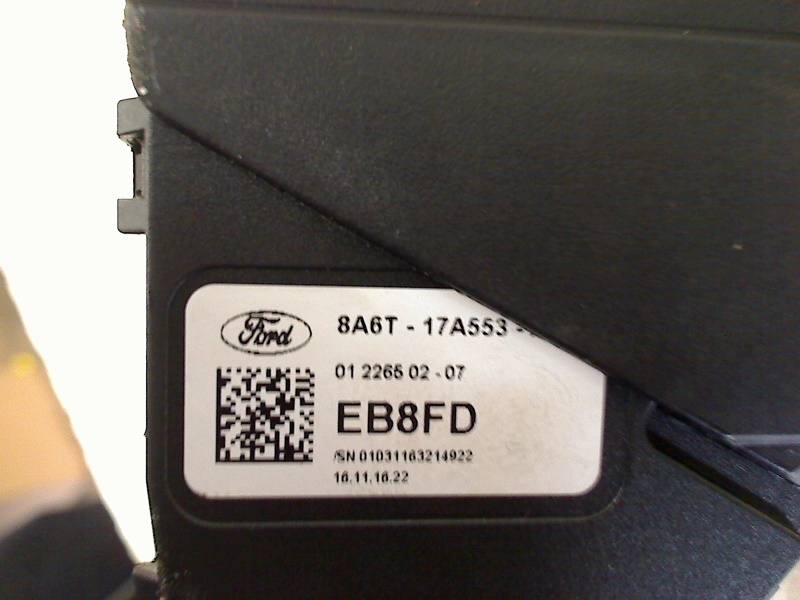 Ford
8A6T - 17A553 -
01 2265 02 - 07
EB8FD
/SN 01031163214922
16.11.16.22